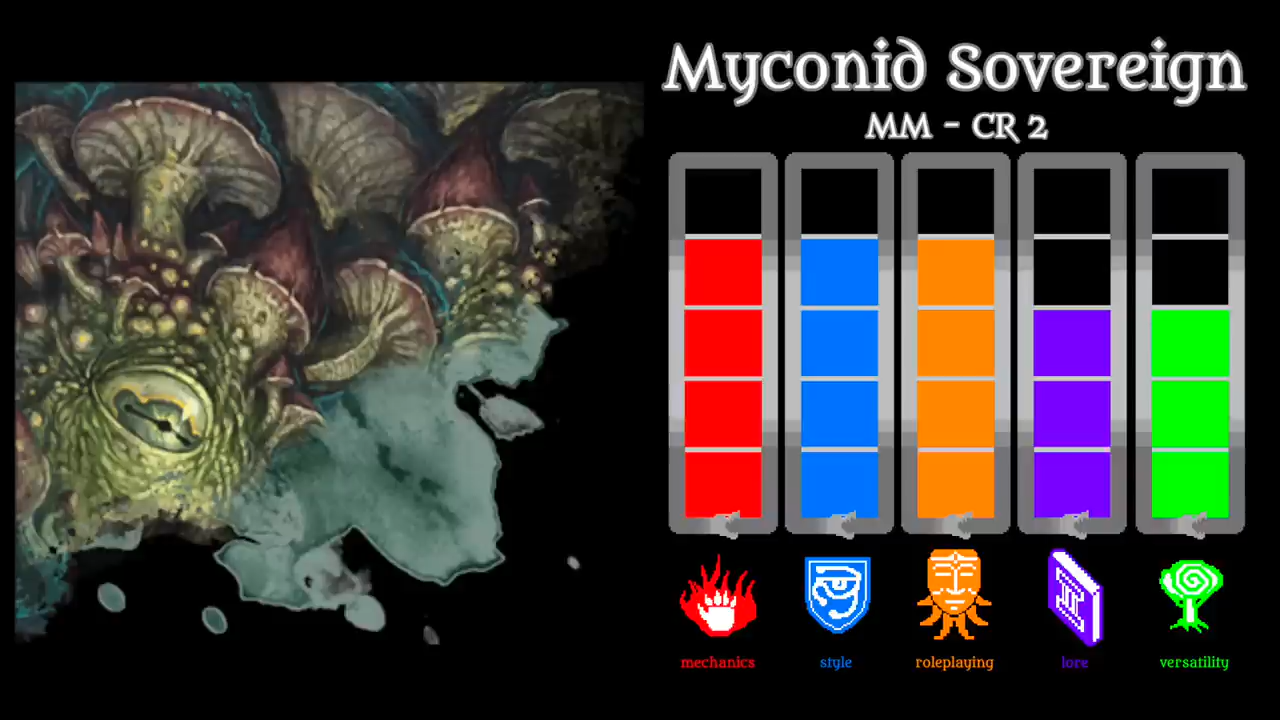 Myconid Sovereign
MM - CR 2
mechanics
style
roleplaying
lore
versatility